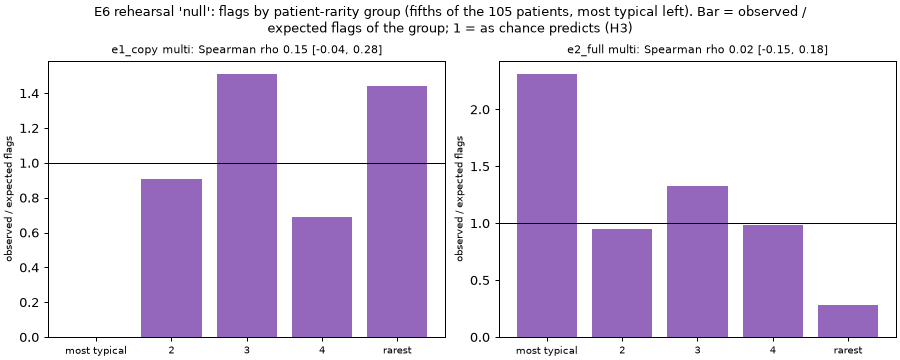 E6 rehearsal 'null': flags by patient-rarity group (fifths of the 105 patients, most typical left). Bar = observed /
expected flags of the group; 1 = as chance predicts (H3)
e1_copy multi: Spearman rho 0.15 [-0.04, 0.28]
observed / expected flags
1.4
1.2
1.0
0.8
0.6
0.4
0.2
0.0
most typical
2
3
4
rarest
e2_full multi: Spearman rho 0.02 [-0.15, 0.18]
observed / expected flags
2.0
1.5
1.0
0.5
0.0
most typical
2
3
4
rarest